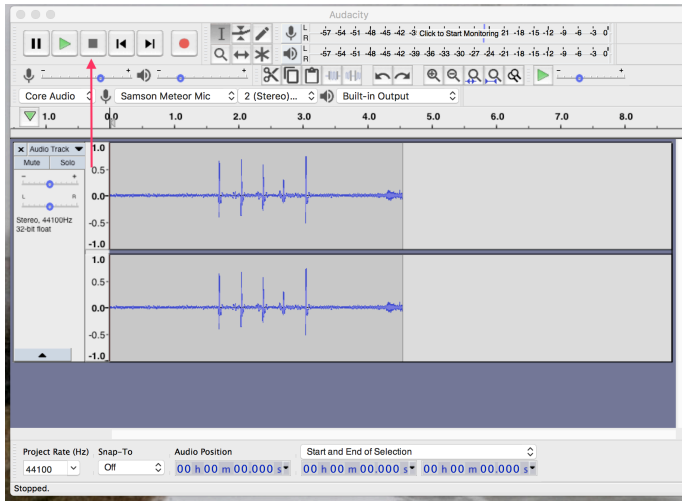 Audacity
L
R
-57 -54 -51 -48 -45 -42 -3 Click to Start Monitoring 21 -18 -15 -12 -9 -6 -3 0
L
R
-57 -54 -51 -48 -45 -42 -39 -36 -33 -30 -27 -24 -21 -18 -15 -12 -9 -6 -3 0
- + - + - +
Core Audio Samson Meteor Mic 2 (Stereo)... Built-in Output
1.0 0.0 1.0 2.0 3.0 4.0 5.0 6.0 7.0 8.0
x Audio Track 1.0
Mute Solo
- + 0.5
L R 0.0
Stereo, 44100Hz -0.5
32-bit float
-1.0
1.0
0.5
0.0
-0.5
-1.0
Project Rate (Hz) Snap-To Audio Position Start and End of Selection
44100 Off 00 h 00 m 00.000 s 00 h 00 m 00.000 s 00 h 00 m 00.000 s
Stopped.